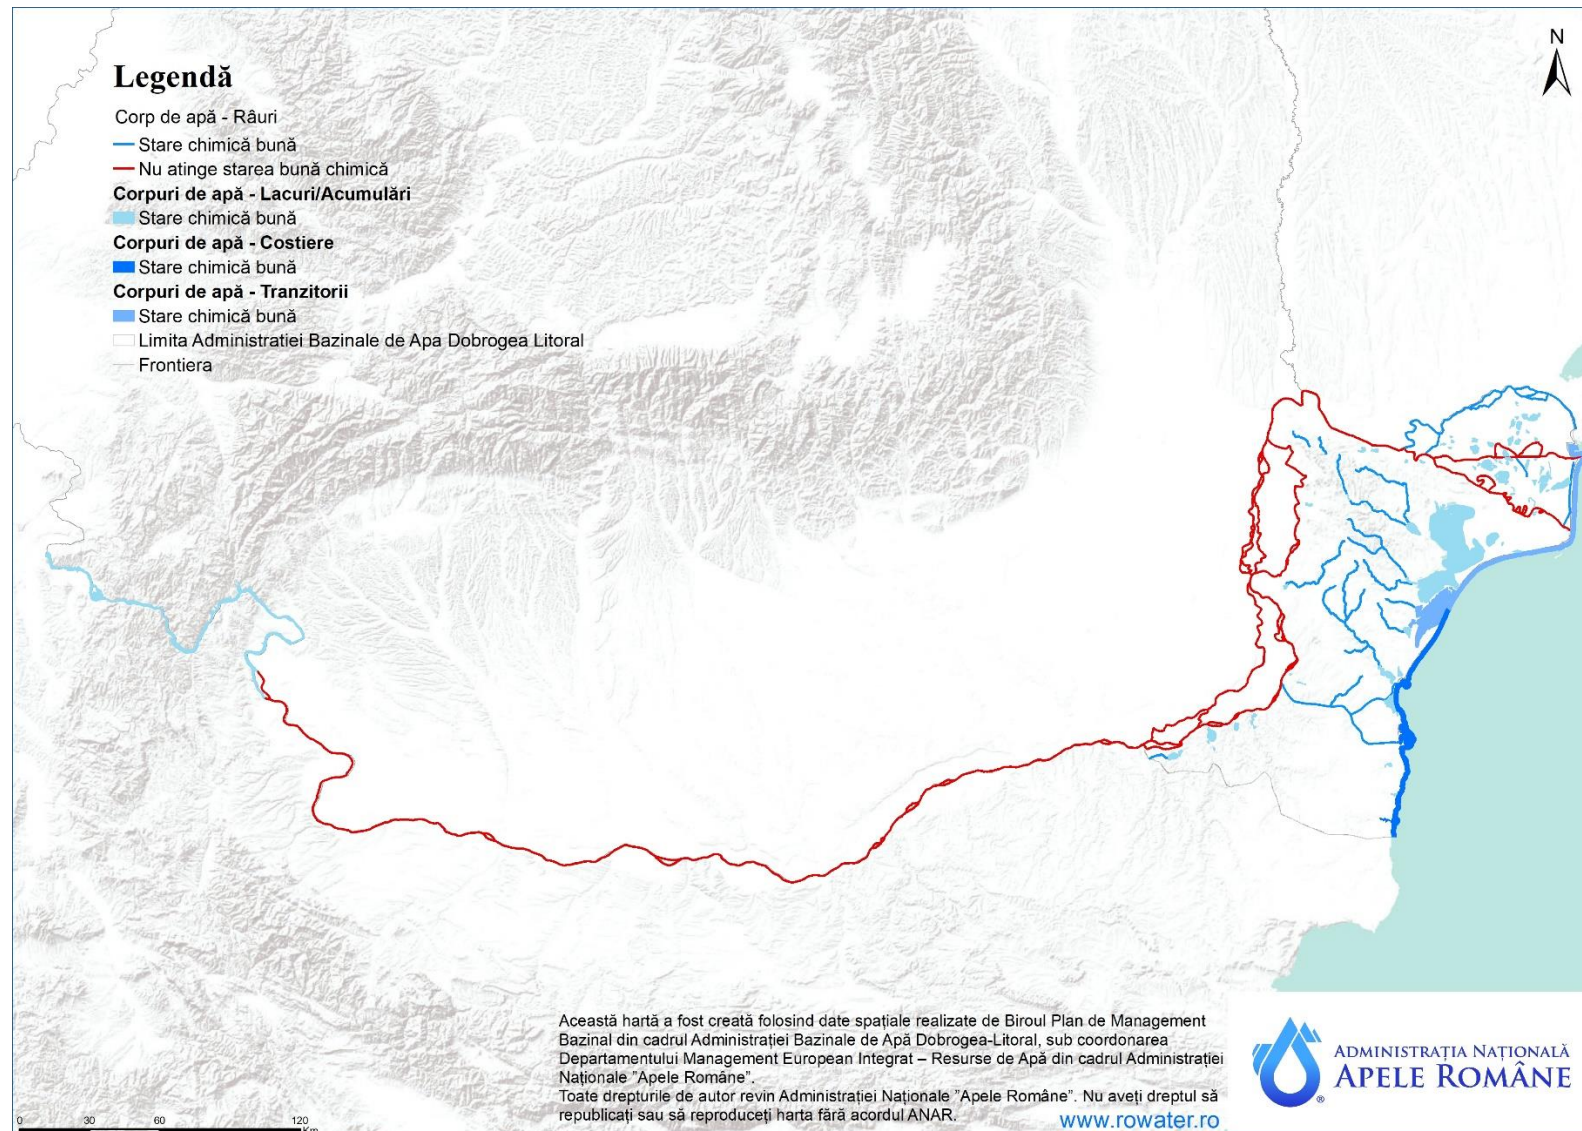 N
Legendă
Corp de apă - Râuri
Stare chimică bună
Nu atinge starea bună chimică
Corpuri de apă - Lacuri/Acumulări
Stare chimică bună
Corpuri de apă - Costiere
Stare chimică bună
Corpuri de apă - Tranzitorii
Stare chimică bună
Limita Administratiei Bazinale de Apa Dobrogea Litoral
Frontiera
Această hartă a fost creată folosind date spațiale realizate de Biroul Plan de Management
Bazinal din cadrul Administrației Bazinale de Apă Dobrogea-Litoral, sub coordonarea
Departamentului Management European Integrat – Resurse de Apă din cadrul Administrației
Naționale "Apele Române".
Toate drepturile de autor revin Administrației Naționale "Apele Române". Nu aveți dreptul să
republicați sau să reproduceți harta fără acordul ANAR.
www.rowater.ro
ADMINISTRAȚIA NAȚIONALĂ
APELE ROMÂNE
®
0 30 60 120
Km